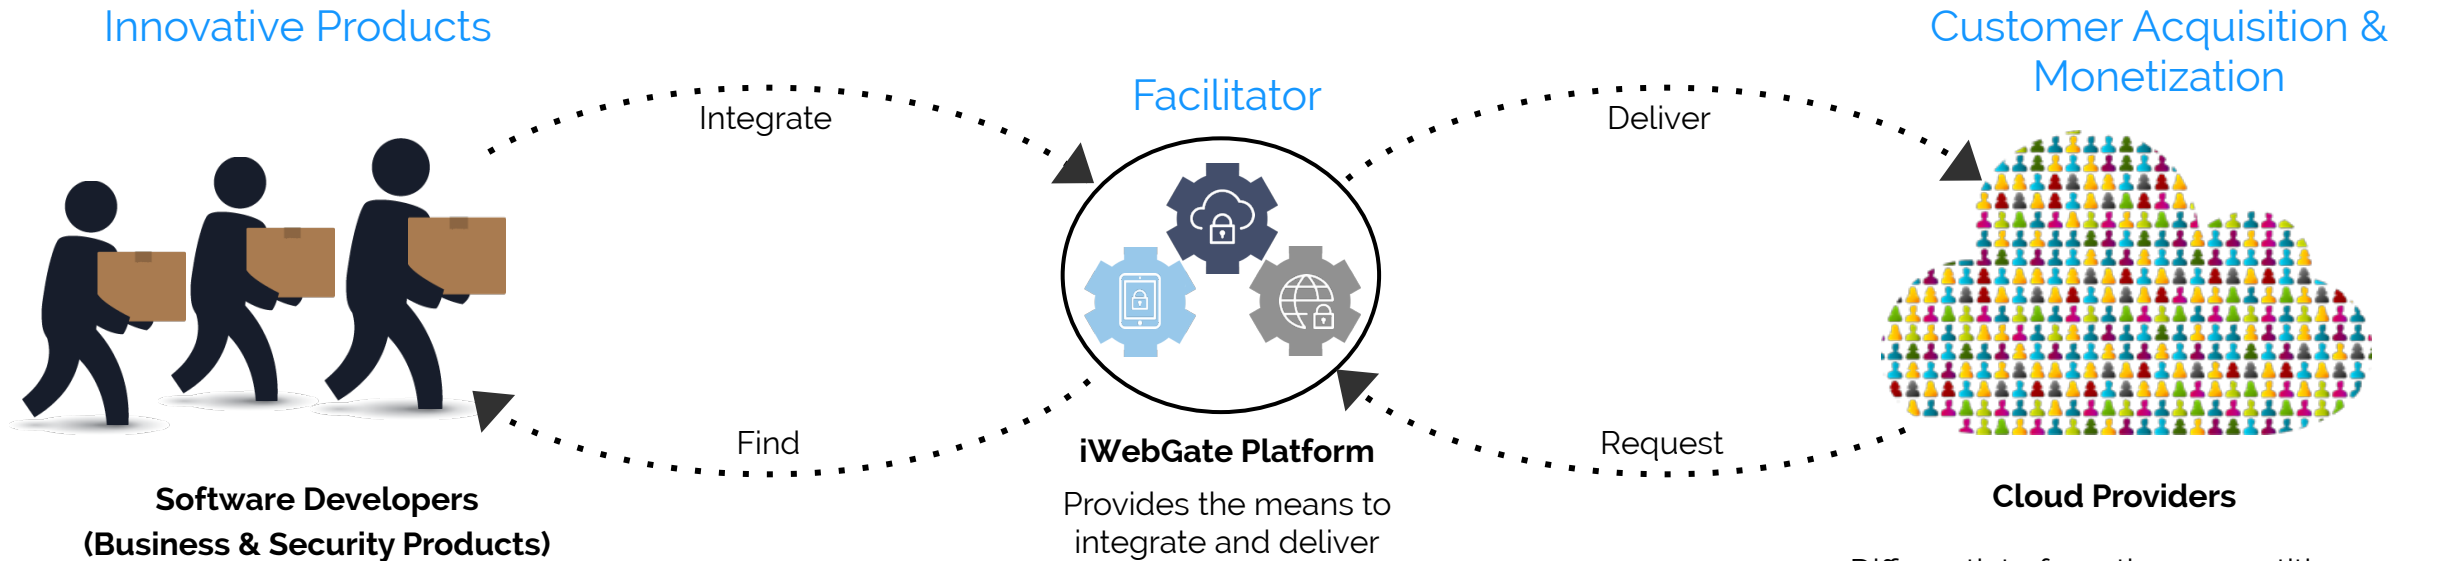 Innovative Products
Customer Acquisition &
Monetization
Facilitator
Integrate
Deliver
Find
Request
iWebGate Platform
Provides the means to
integrate and deliver
Software Developers
(Business & Security Products)
Cloud Providers